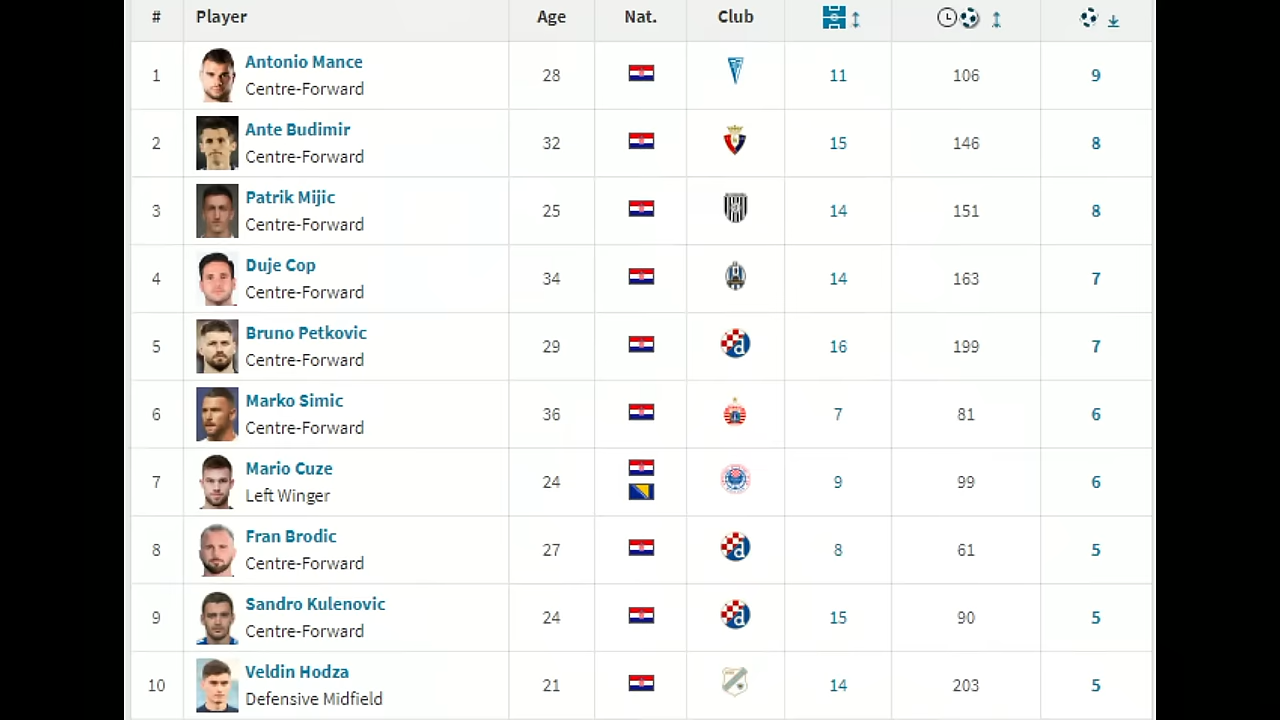 # Player Age Nat. Club
1 Antonio Mance 28 11 106 9
Centre-Forward
2 Ante Budimir 32 15 146 8
Centre-Forward
3 Patrik Mijic 25 14 151 8
Centre-Forward
4 Duje Cop 34 14 163 7
Centre-Forward
5 Bruno Petkovic 29 16 199 7
Centre-Forward
6 Marko Simic 36 7 81 6
Centre-Forward
7 Mario Cuze 24 9 99 6
Left Winger
8 Fran Brodic 27 8 61 5
Centre-Forward
9 Sandro Kulenovic 24 15 90 5
Centre-Forward
10 Veldin Hodza 21 14 203 5
Defensive Midfield